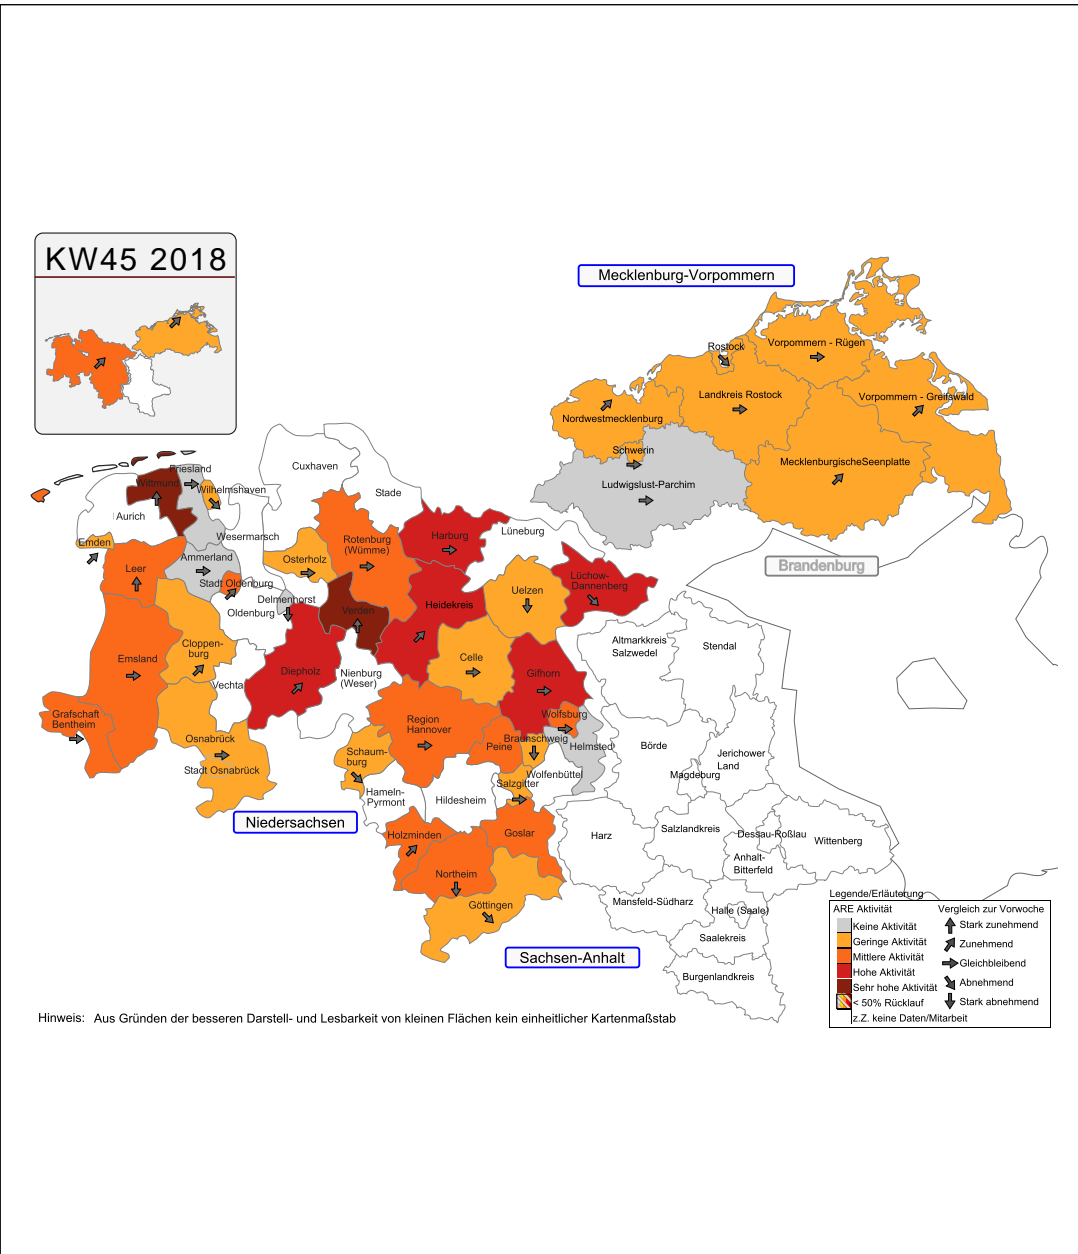 KW45 2018
Mecklenburg-Vorpommern
Rostock
Vorpommern - Rügen
Landkreis Rostock
Vorpommern - Greifswald
Nordwestmecklenburg
Schwerin
MecklenburgischeSeenplatte
Ludwigslust-Parchim
Brandenburg
Cuxhaven
Stade
Friesland
Wittmund
Wilhelmshaven
Aurich
Wesermarsch
Emden
Leer
Ammerland
Stadt Oldenburg
Delmenhorst
Oldenburg
Osterholz
Rotenburg
(Wümme)
Harburg
Lüneburg
Verden
Heidekreis
Uelzen
Lüchow-
Dannenberg
Cloppen-
burg
Emsland
Vechta
Diepholz
Nienburg
(Weser)
Celle
Gifhorn
Altmarkkreis
Salzwedel
Stendal
Grafschaft
Bentheim
Osnabrück
Stadt Osnabrück
Region
Hannover
Schaum-
burg
Peine
Wolfsburg
Braunschweig
Helmsted
Wolfenbüttel
Salzgitter
Hameln-
Pyrmont
Hildesheim
Börde
Jerichower
Land
Magdeburg
Niedersachsen
Holzminden
Goslar
Harz
Salzlandkreis
Dessau-Roßlau
Wittenberg
Anhalt-
Bitterfeld
Northeim
Göttingen
Mansfeld-Südharz
Halle (Saale)
Saalekreis
Burgenlandkreis
Sachsen-Anhalt
Legende/Erläuterung
ARE Aktivität
Keine Aktivität
Geringe Aktivität
Mittlere Aktivität
Hohe Aktivität
Sehr hohe Aktivität
< 50% Rücklauf
z.Z. keine Daten/Mitarbeit
Vergleich zur Vorwoche
Stark zunehmend
Zunehmend
Gleichbleibend
Abnehmend
Stark abnehmend
Hinweis: Aus Gründen der besseren Darstell- und Lesbarkeit von kleinen Flächen kein einheitlicher Kartenmaßstab